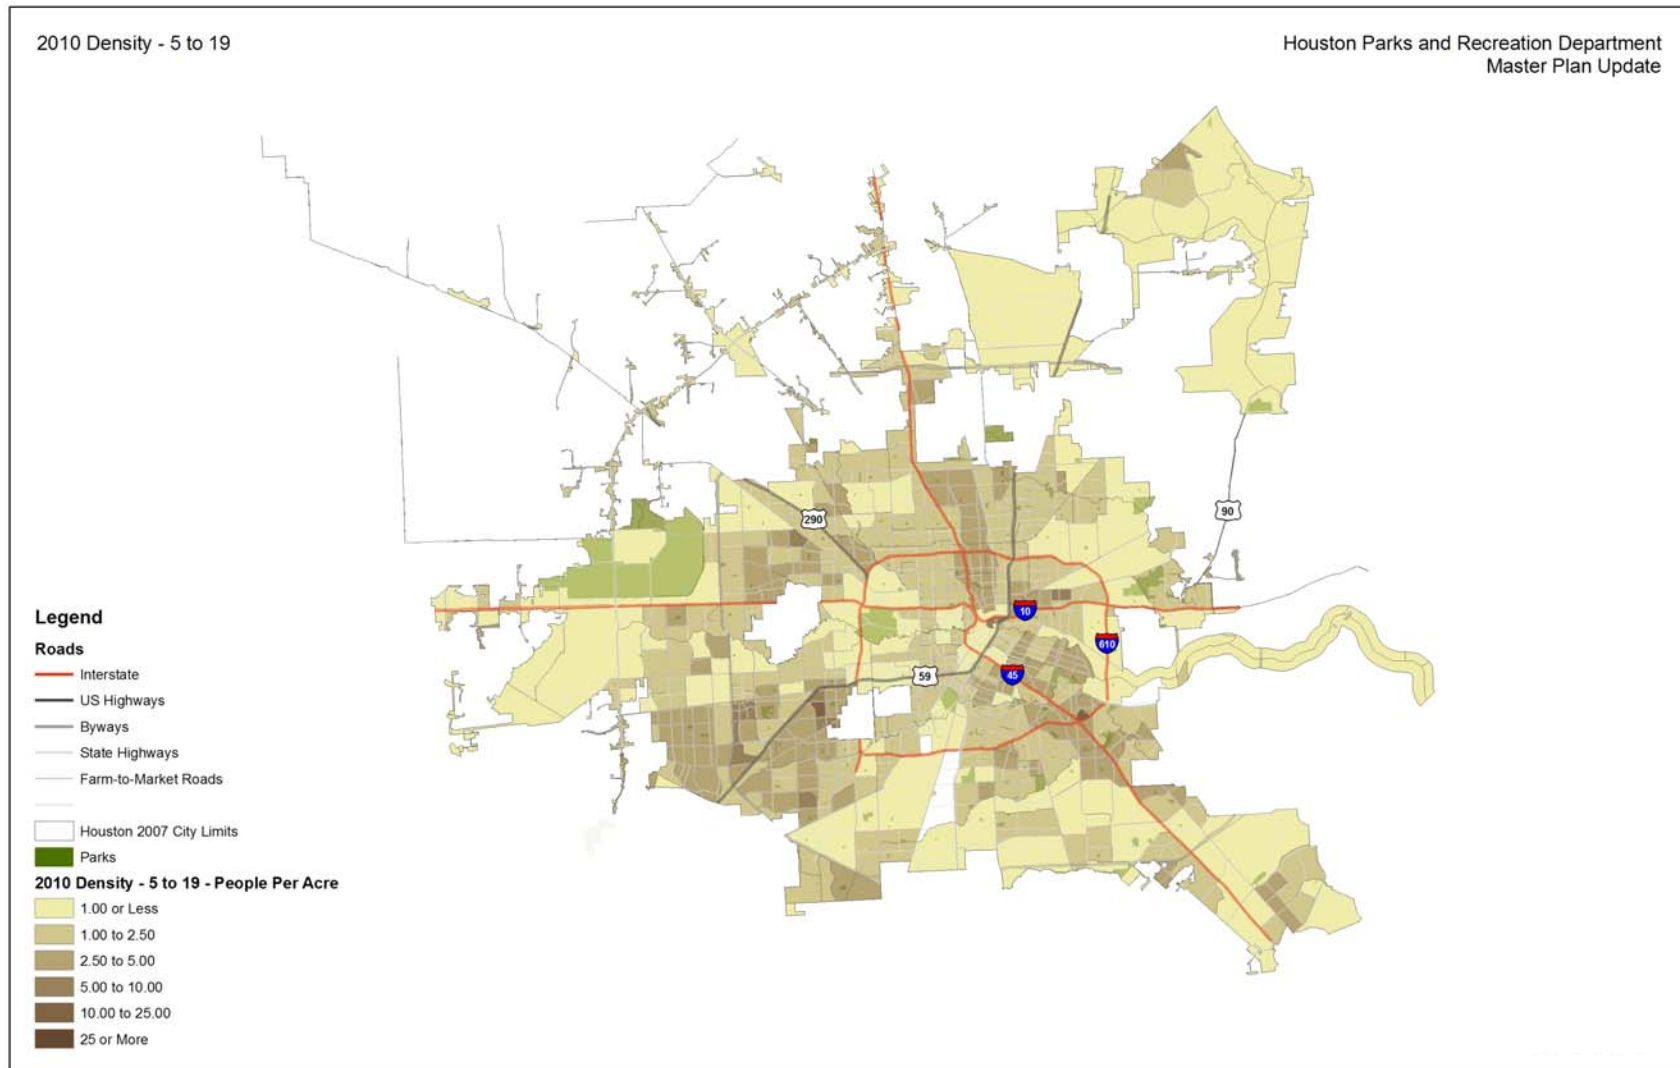 2010 Density - 5 to 19
Houston Parks and Recreation Department
Master Plan Update
290
90
10
610
59
45
Legend
Roads
Interstate
US Highways
Byways
State Highways
Farm-to-Market Roads
Houston 2007 City Limits
Parks
2010 Density - 5 to 19 - People Per Acre
1.00 or Less
1.00 to 2.50
2.50 to 5.00
5.00 to 10.00
10.00 to 25.00
25 or More